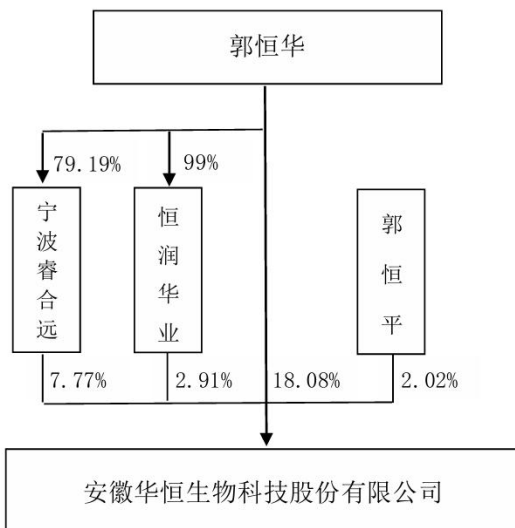 郭恒华
79.19%
99%
宁波睿合远
恒润华业
郭恒平
7.77%
2.91%
18.08%
2.02%
安徽华恒生物科技股份有限公司